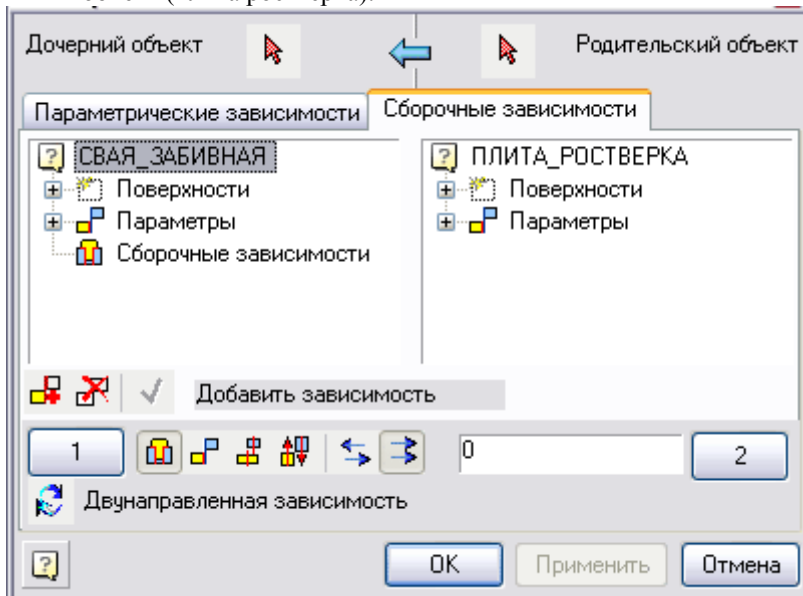 Дочерний объект Родительский объект
Параметрические зависимости Сборочные зависимости
СВАЯ_ЗАБИВНАЯ ПЛИТА_РОСТВЕРКА
Поверхности Поверхности
Параметры Параметры
Сборочные зависимости
Добавить зависимость
1 0 2
Двунаправленная зависимость
OK Применить Отмена